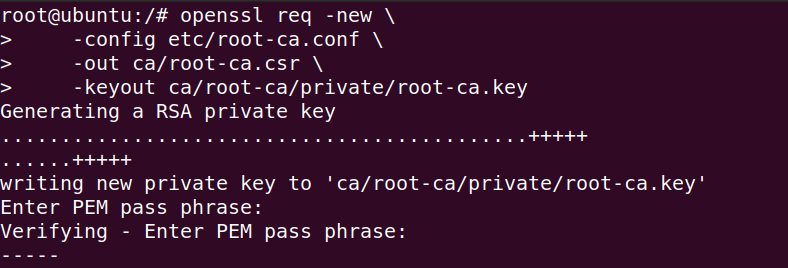 root@ubuntu:/# openssl req -new \
>     -config etc/root-ca.conf \
>     -out ca/root-ca.csr \
>     -keyout ca/root-ca/private/root-ca.key
Generating a RSA private key
............................................+++++
......+++++
writing new private key to 'ca/root-ca/private/root-ca.key'
Enter PEM pass phrase:
Verifying - Enter PEM pass phrase:
-----